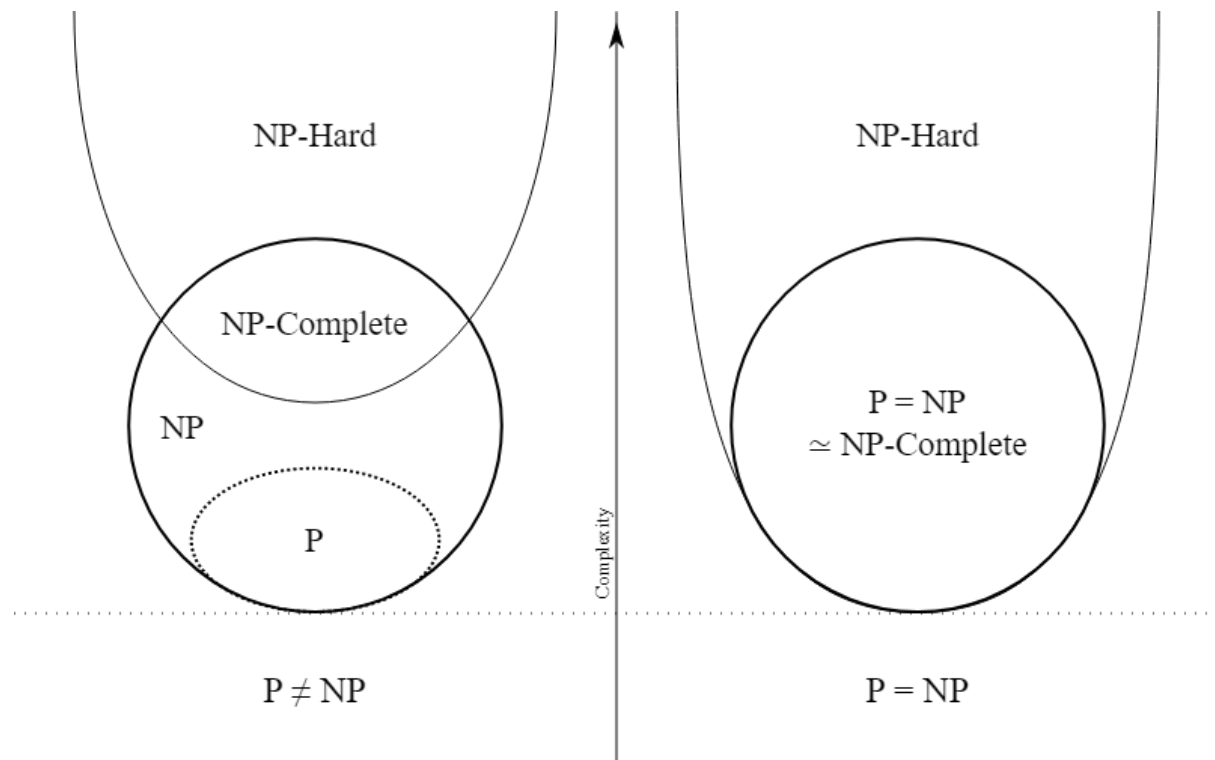 NP-Hard
NP-Complete
NP
P
P ≠ NP
Complexity
NP-Hard
P = NP
≃ NP-Complete
P = NP